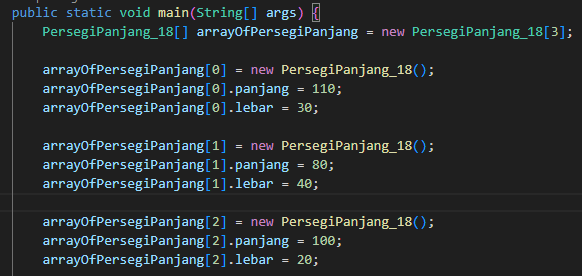 public static void main(String[] args) {
PersegiPanjang_18[] arrayOfPersegiPanjang = new PersegiPanjang_18[3];
arrayOfPersegiPanjang[0] = new PersegiPanjang_18();
arrayOfPersegiPanjang[0].panjang = 110;
arrayOfPersegiPanjang[0].lebar = 30;
arrayOfPersegiPanjang[1] = new PersegiPanjang_18();
arrayOfPersegiPanjang[1].panjang = 80;
arrayOfPersegiPanjang[1].lebar = 40;
arrayOfPersegiPanjang[2] = new PersegiPanjang_18();
arrayOfPersegiPanjang[2].panjang = 100;
arrayOfPersegiPanjang[2].lebar = 20;